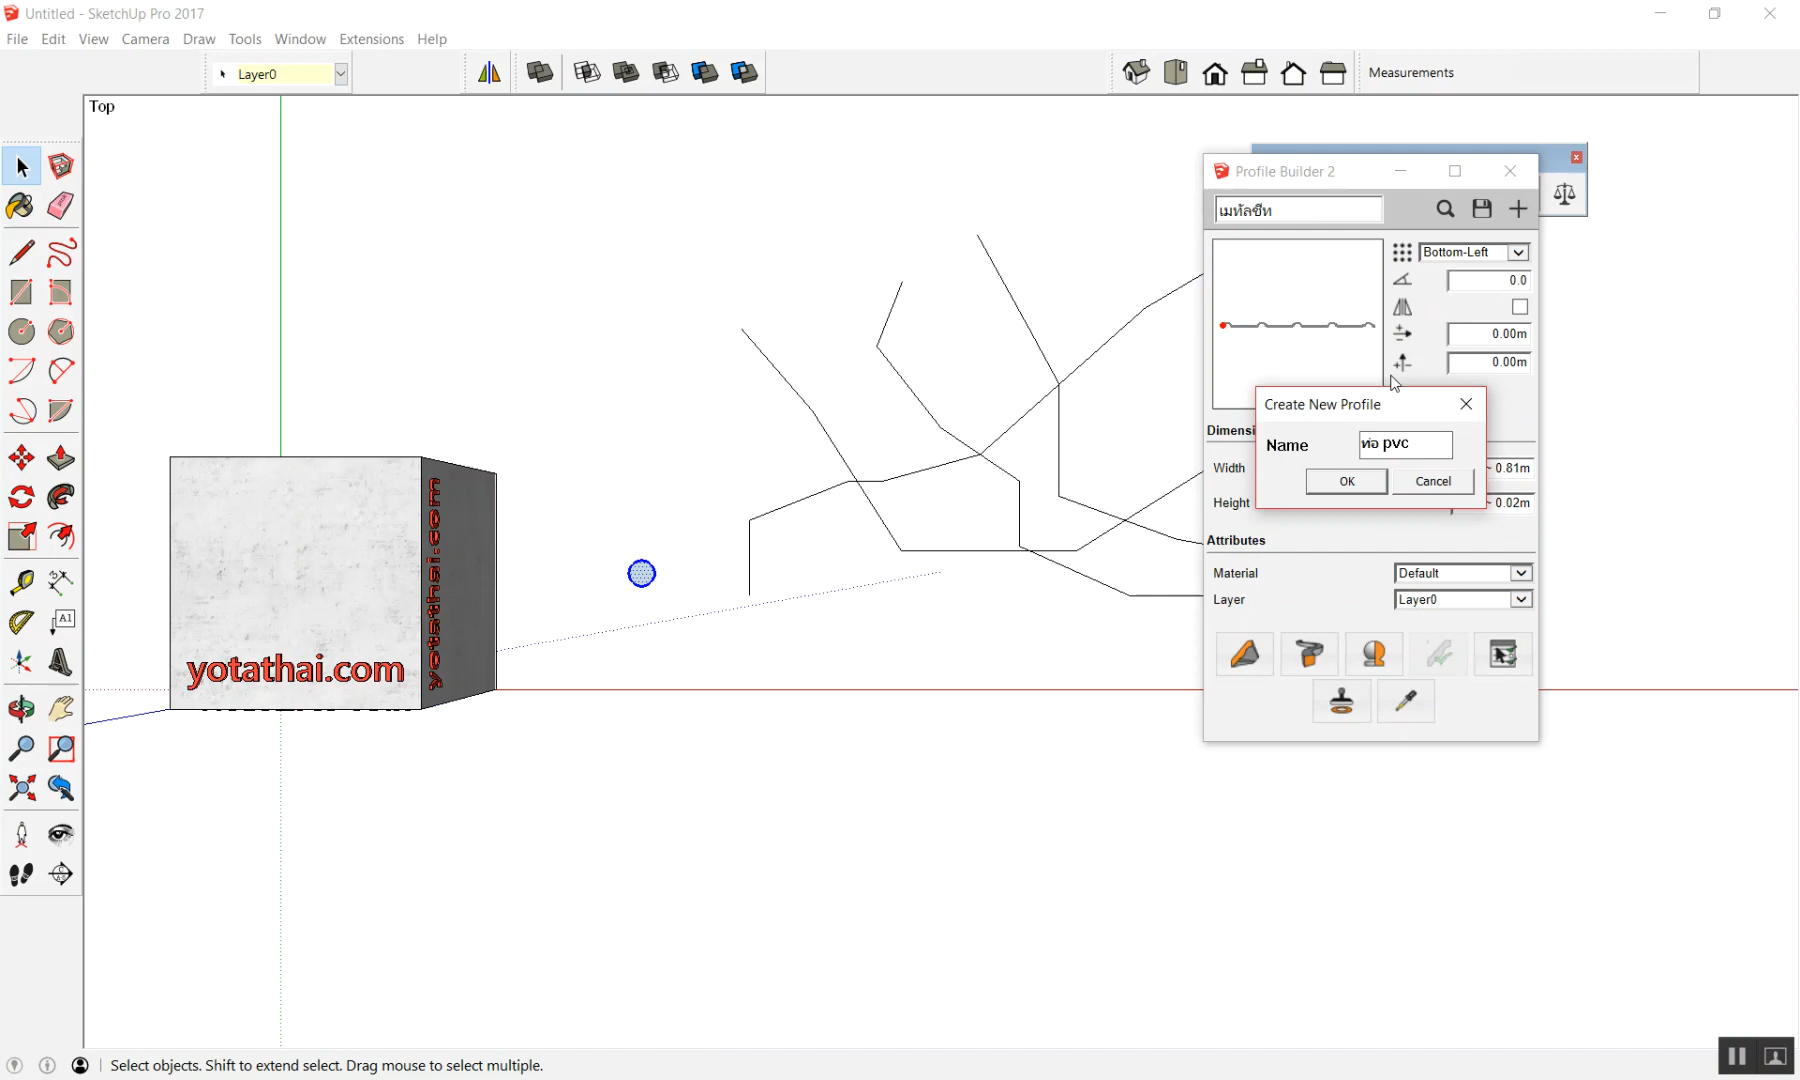 Untitled - SketchUp Pro 2017
File Edit View Camera Draw Tools Window Extensions Help
Layer0
Measurements
Top
Profile Builder 2
เมทัลชีท
Bottom-Left
0.0
0.00m
0.00m
Create New Profile
Name ท่อ pvc
OK Cancel
Dimensi
Width ~ 0.81m
Height ~ 0.02m
Attributes
Material Default
Layer Layer0
A1
yotathai.com
yotathai.com
Select objects. Shift to extend select. Drag mouse to select multiple.